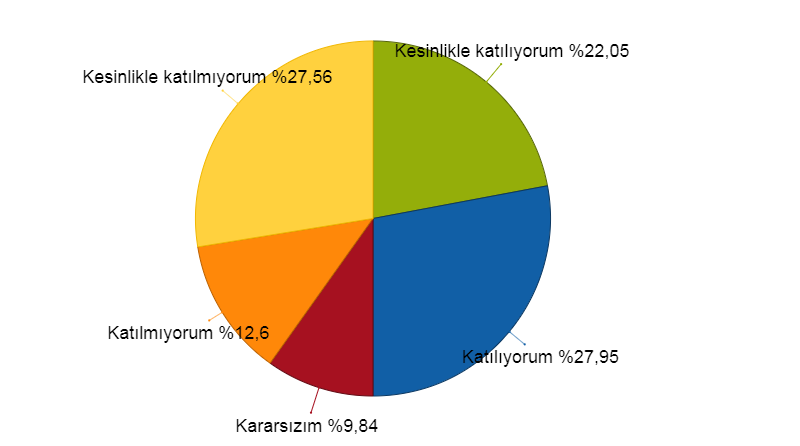 Kesinlikle katılıyorum %22,05
Kesinlikle katılmıyorum %27,56
Katılmıyorum %12,6
Katılıyorum %27,95
Kararsızım %9,84